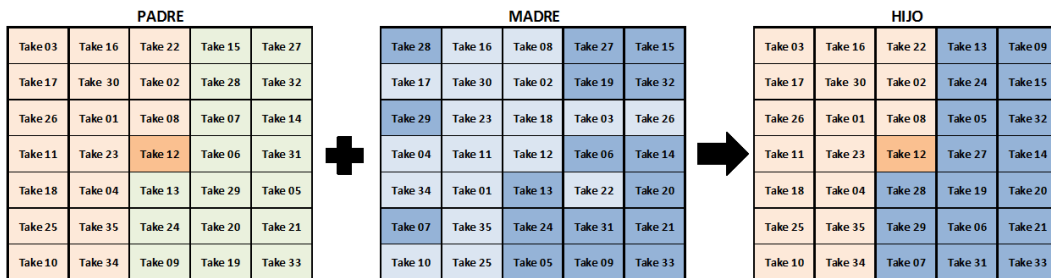 PADRE MADRE HIJO
Take 03 Take 16 Take 22 Take 15 Take 27 Take 28 Take 16 Take 08 Take 27 Take 15 Take 03 Take 16 Take 22 Take 13 Take 09
Take 17 Take 30 Take 02 Take 28 Take 32 Take 17 Take 30 Take 02 Take 19 Take 32 Take 17 Take 30 Take 02 Take 24 Take 15
Take 26 Take 01 Take 08 Take 07 Take 14 Take 29 Take 23 Take 18 Take 03 Take 26 Take 26 Take 01 Take 08 Take 05 Take 32
Take 11 Take 23 Take 12 Take 06 Take 31 Take 04 Take 11 Take 12 Take 06 Take 14 Take 11 Take 23 Take 12 Take 27 Take 14
Take 18 Take 04 Take 13 Take 29 Take 05 Take 34 Take 01 Take 13 Take 22 Take 20 Take 18 Take 04 Take 28 Take 19 Take 20
Take 25 Take 35 Take 24 Take 20 Take 21 Take 07 Take 35 Take 24 Take 31 Take 21 Take 25 Take 35 Take 29 Take 06 Take 21
Take 10 Take 34 Take 09 Take 19 Take 33 Take 10 Take 25 Take 05 Take 09 Take 33 Take 10 Take 34 Take 07 Take 31 Take 33